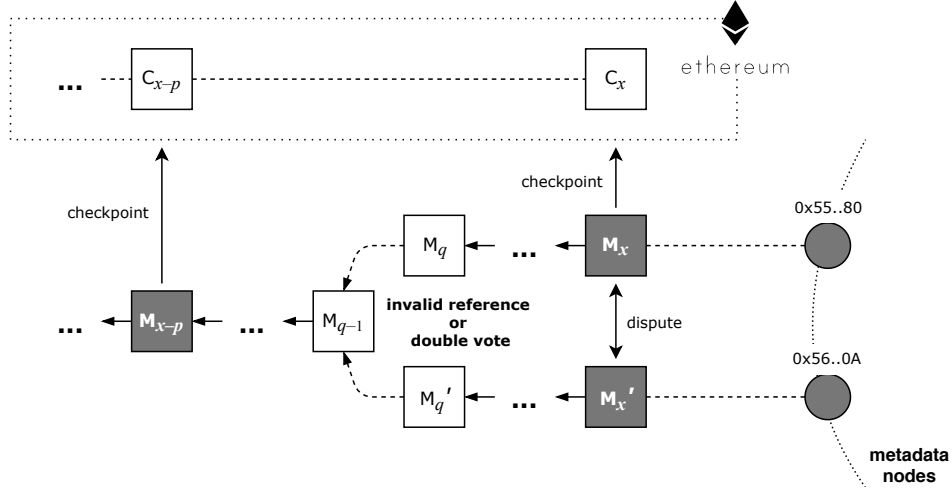 ethereum
... C_{x–p} C_x
checkpoint
checkpoint
0x55..80
M_q ... M_x
invalid reference
or
double vote
... M_{x–p} ... M_{q–1}
dispute
0x56..0A
M_q' ... M_x'
metadata
nodes